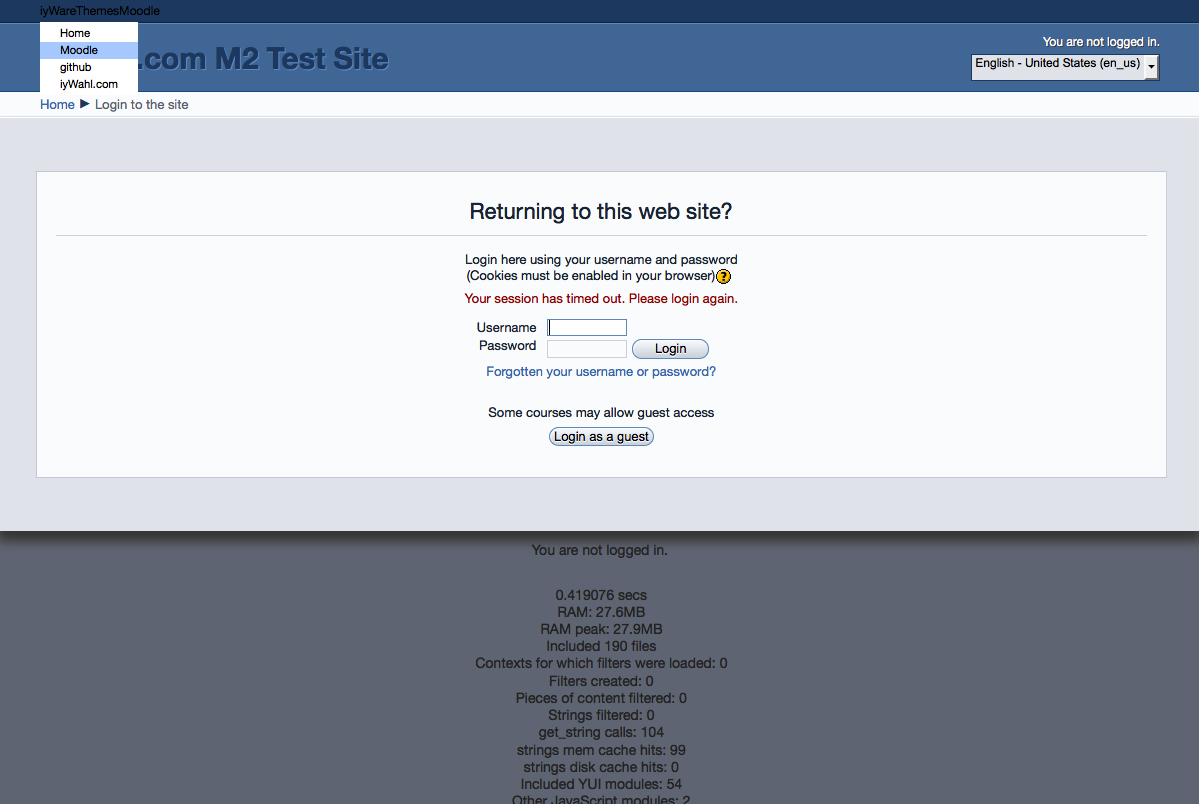 iyWareThemesMoodle
Home
Moodle
github
iyWahl.com
.com M2 Test Site
You are not logged in.
English - United States (en_us)
Home ► Login to the site
Returning to this web site?
Login here using your username and password
(Cookies must be enabled in your browser)?
Your session has timed out. Please login again.
Username
Password
Login
Forgotten your username or password?
Some courses may allow guest access
Login as a guest
You are not logged in.
0.419076 secs
RAM: 27.6MB
RAM peak: 27.9MB
Included 190 files
Contexts for which filters were loaded: 0
Filters created: 0
Pieces of content filtered: 0
Strings filtered: 0
get_string calls: 104
strings mem cache hits: 99
strings disk cache hits: 0
Included YUI modules: 54
Other JavaScript modules: 2